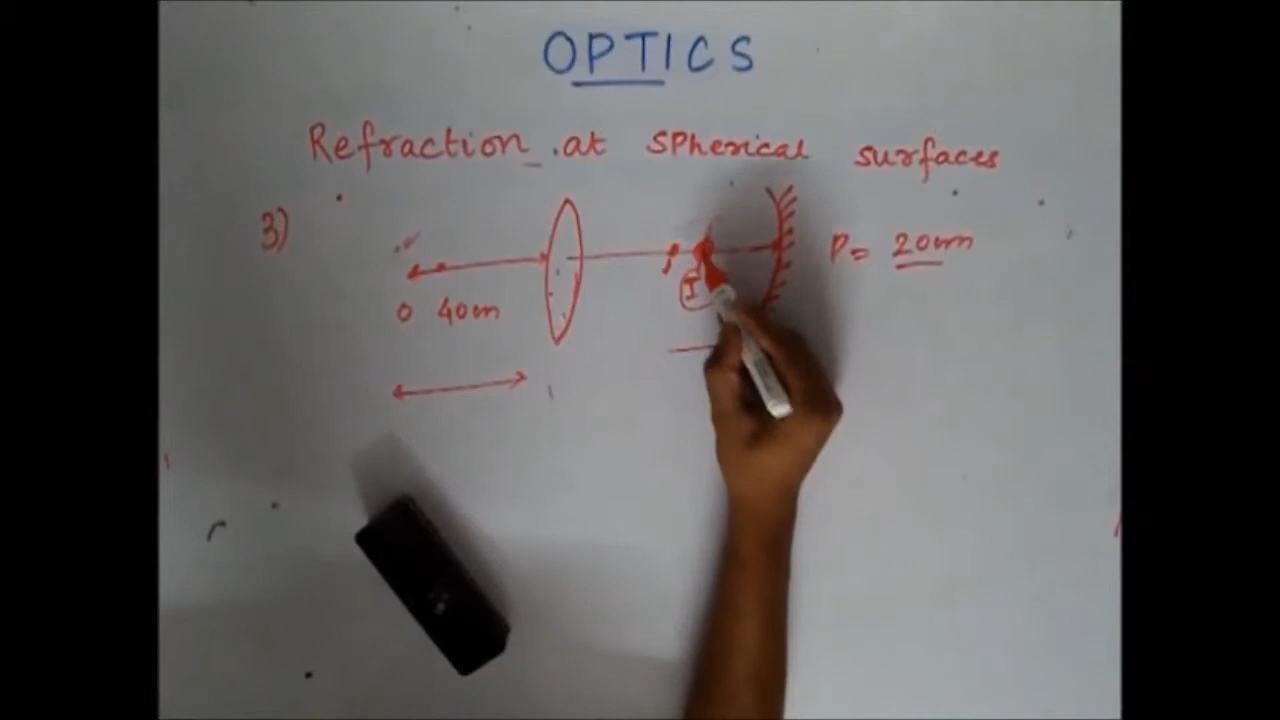 OPTICS
Refraction at spherical surfaces
3)
P = 20cm
I
O 40cm